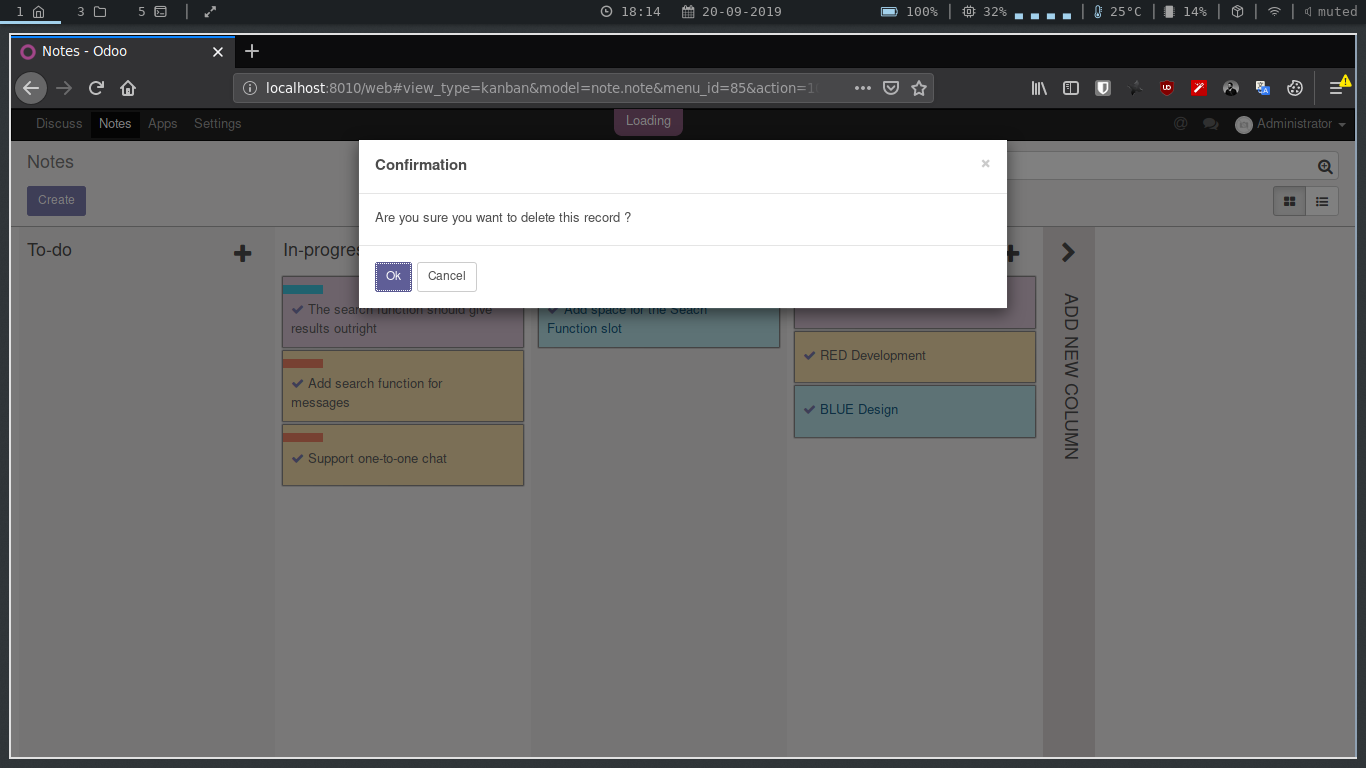 1 3 5 18:14 20-09-2019 100% 32% 25°C 14% muted
Notes - Odoo
localhost:8010/web#view_type=kanban&model=note.note&menu_id=85&action=1
Discuss Notes Apps Settings Loading @ Administrator
Notes
Create
Confirmation ×
Are you sure you want to delete this record ?
Ok Cancel
To-do
In-progres
The search function should give
results outright
Add search function for
messages
Support one-to-one chat
Add space for the Seach
Function slot
RED Development
BLUE Design
ADD NEW COLUMN